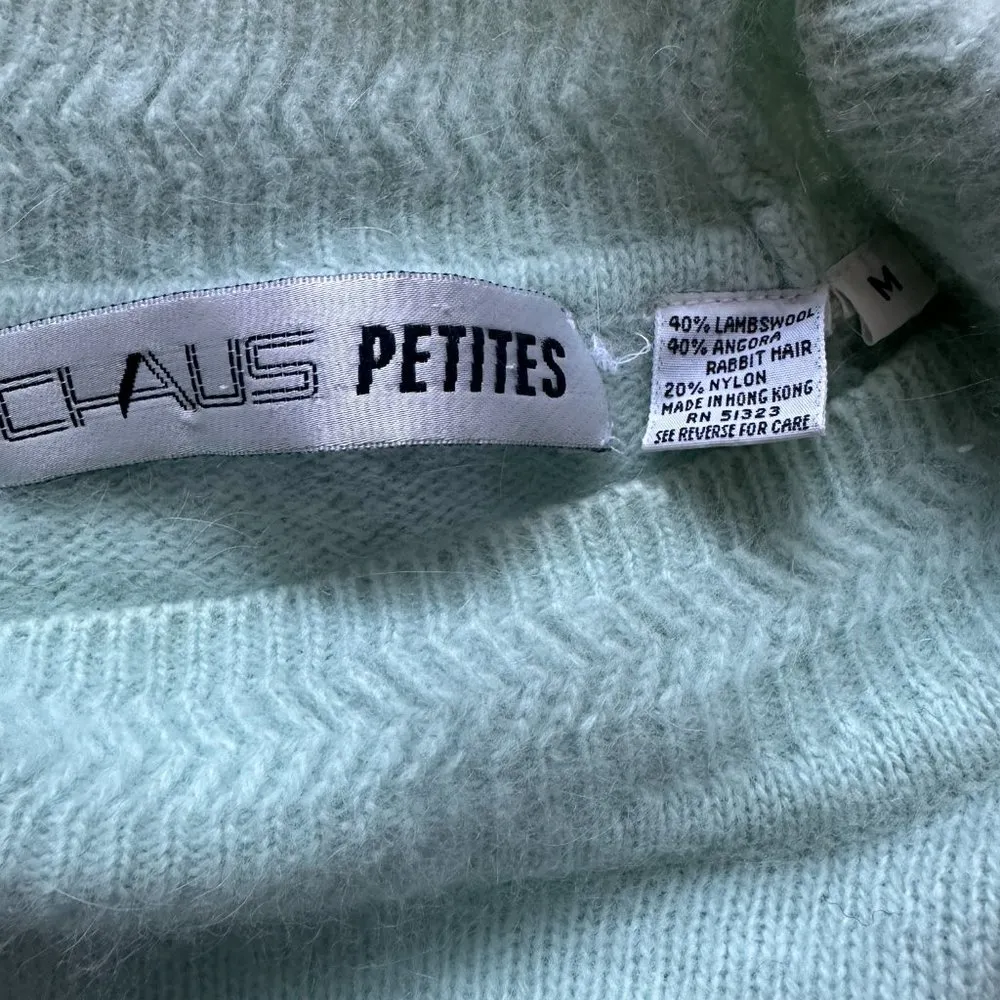 CHAUS PETITES
40% LAMBSWOOL
40% ANGORA
RABBIT HAIR
20% NYLON
MADE IN HONG KONG
RN 51323
SEE REVERSE FOR CARE
M